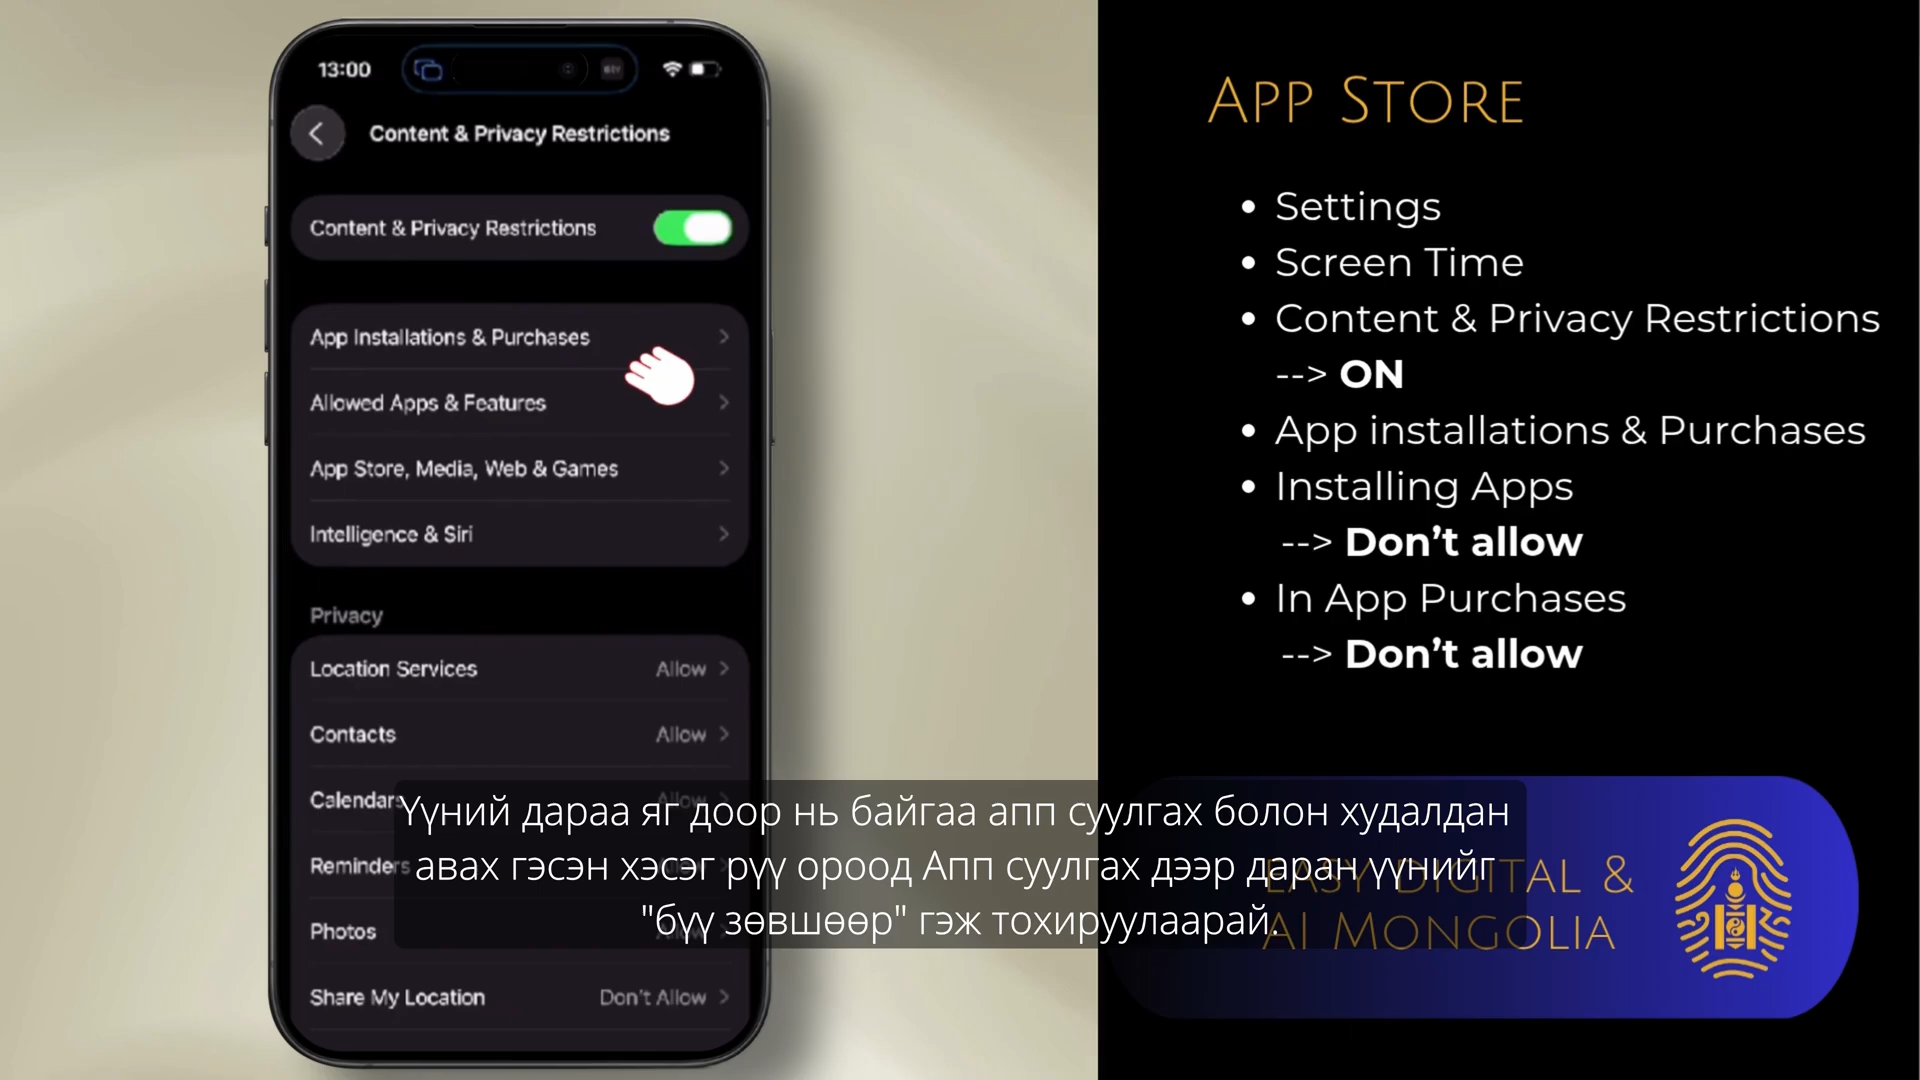 13:00
Content & Privacy Restrictions
Content & Privacy Restrictions
App Installations & Purchases
Allowed Apps & Features
App Store, Media, Web & Games
Intelligence & Siri
Privacy
Location Services Allow
Contacts Allow
Calendars Allow
Reminders
Photos
Share My Location Don't Allow
App Store
• Settings
• Screen Time
• Content & Privacy Restrictions
--> ON
• App installations & Purchases
• Installing Apps
--> Don't allow
• In App Purchases
--> Don't allow
Easy Digital &
AI Mongolia
Үүний дараа яг доор нь байгаа апп суулгах болон худалдан
авах гэсэн хэсэг рүү ороод Апп суулгах дээр даран үүнийг
"бүү зөвшөөр" гэж тохируулаарай.